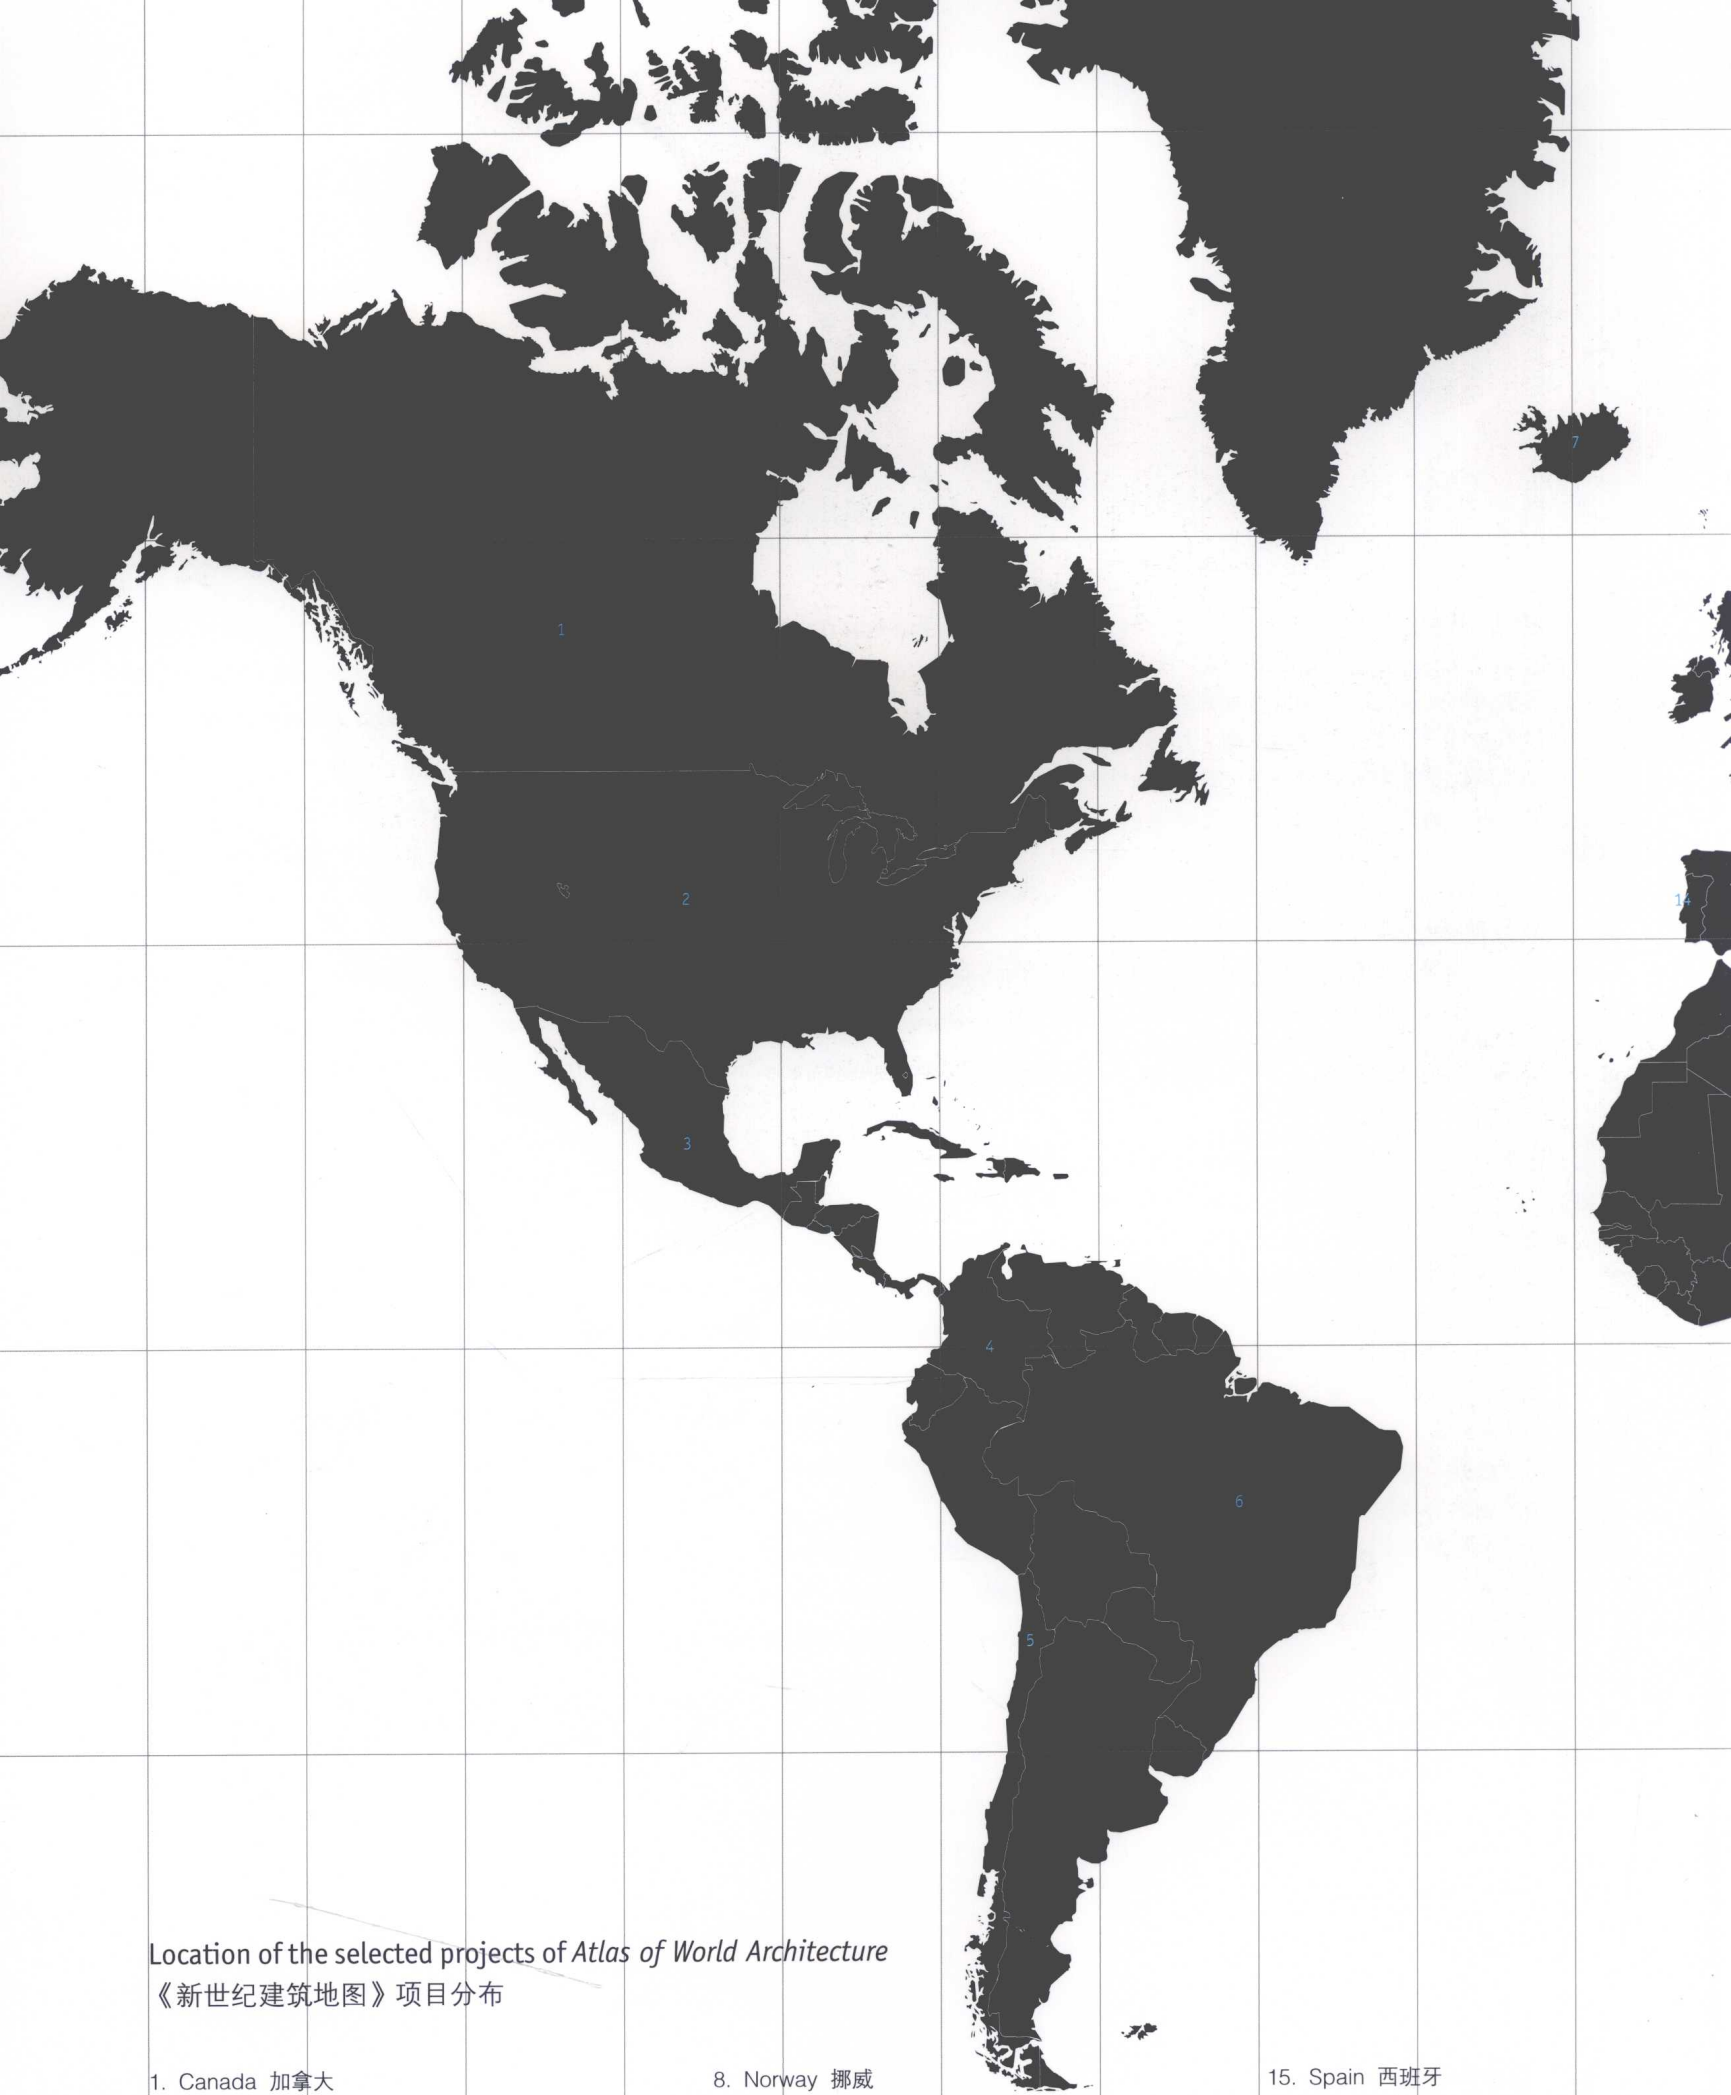 7
1
14
2
3
4
6
5
Location of the selected projects of Atlas of World Architecture
《新世纪建筑地图》项目分布
1. Canada 加拿大
8. Norway 挪威
15. Spain 西班牙